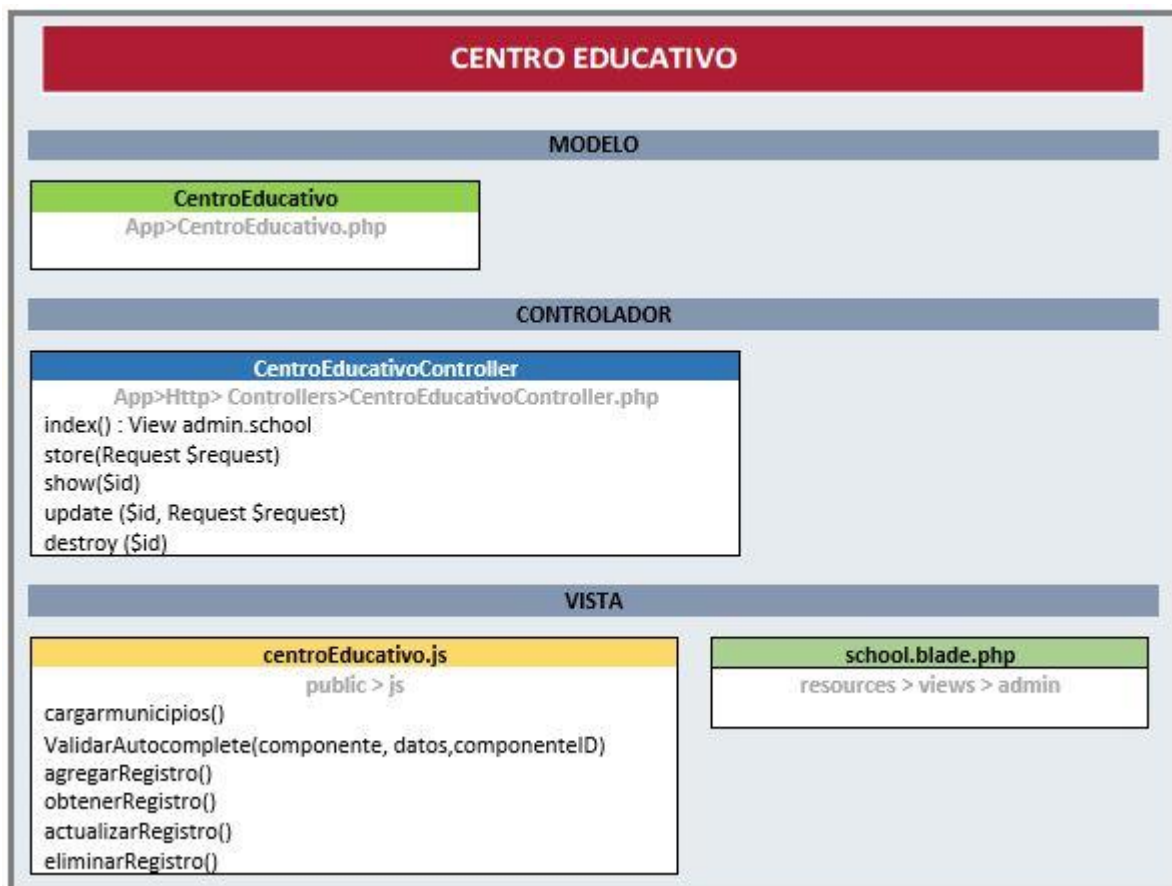 CENTRO EDUCATIVO
MODELO
CentroEducativo
App>CentroEducativo.php
CONTROLADOR
CentroEducativoController
App>Http> Controllers>CentroEducativoController.php
index() : View admin.school
store(Request $request)
show($id)
update ($id, Request $request)
destroy ($id)
VISTA
centroEducativo.js
public > js
cargarmunicipios()
ValidarAutocomplete(componente, datos,componenteID)
agregarRegistro()
obtenerRegistro()
actualizarRegistro()
eliminarRegistro()
school.blade.php
resources > views > admin